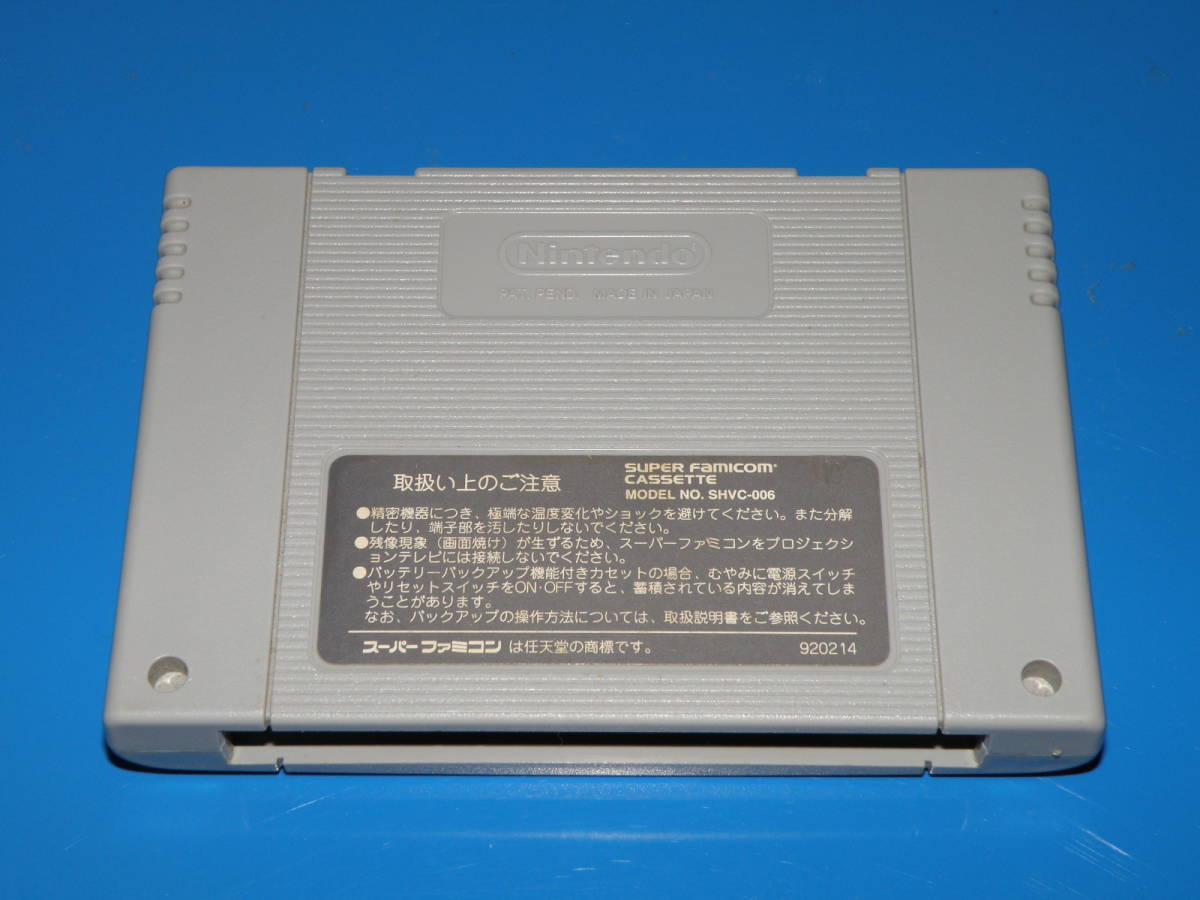 Nintendo
PAT. PEND. MADE IN JAPAN
取扱い上のご注意
SUPER FAMICOM
CASSETTE
MODEL NO. SHVC-006
●精密機器につき、極端な温度変化やショックを避けてください。また分解
したり、端子部を汚したりしないでください。
●残像現象（画面焼け）が生ずるため、スーパーファミコンをプロジェクシ
ョンテレビには接続しないでください。
●バッテリーバックアップ機能付きカセットの場合、むやみに電源スイッチ
やリセットスイッチをON・OFFすると、蓄積されている内容が消えてしま
うことがあります。
なお、バックアップの操作方法については、取扱説明書をご参照ください。
スーパーファミコン は任天堂の商標です。
920214